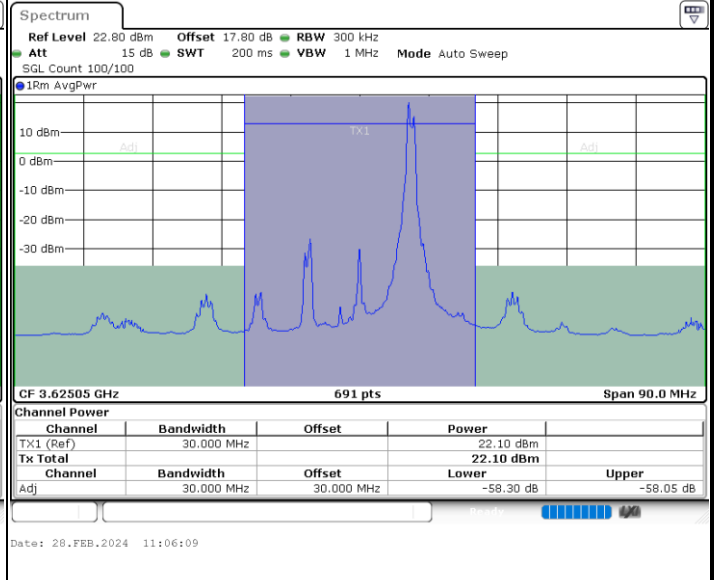 Spectrum
Ref Level 22.80 dBm Offset 17.80 dB RBW 300 kHz
Att 15 dB SWT 200 ms VBW 1 MHz Mode Auto Sweep
SGL Count 100/100
1Rm AvgPwr
10 dBm
TX1
Adj Adj
0 dBm
-10 dBm
-20 dBm
-30 dBm
CF 3.62505 GHz 691 pts Span 90.0 MHz
Channel Power
Channel Bandwidth Offset Power
TX1 (Ref) 30.000 MHz 22.10 dBm
Tx Total 22.10 dBm
Channel Bandwidth Offset Lower Upper
Adj 30.000 MHz 30.000 MHz -58.30 dB -58.05 dB
Ready
Date: 28.FEB.2024 11:06:09